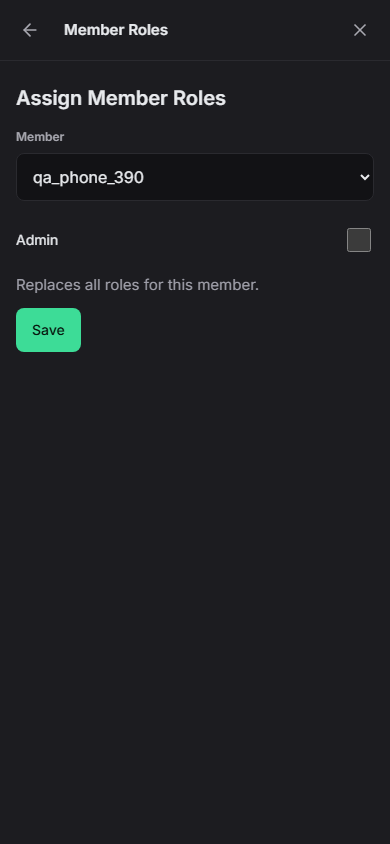 Member Roles
Assign Member Roles
Member
qa_phone_390
Admin
Replaces all roles for this member.
Save